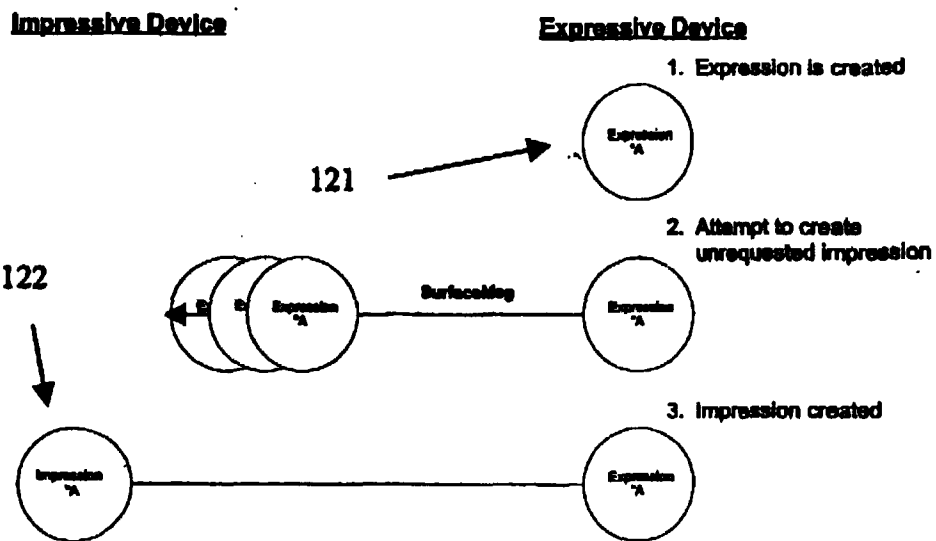 Impressive Device
Expressive Device
1. Expression is created
Expression
"A
121
2. Attempt to create
unrequested impression
122
E
E
Expression
"A
SurfaceMsg
Expression
"A
3. Impression created
Impression
"A
Expression
"A